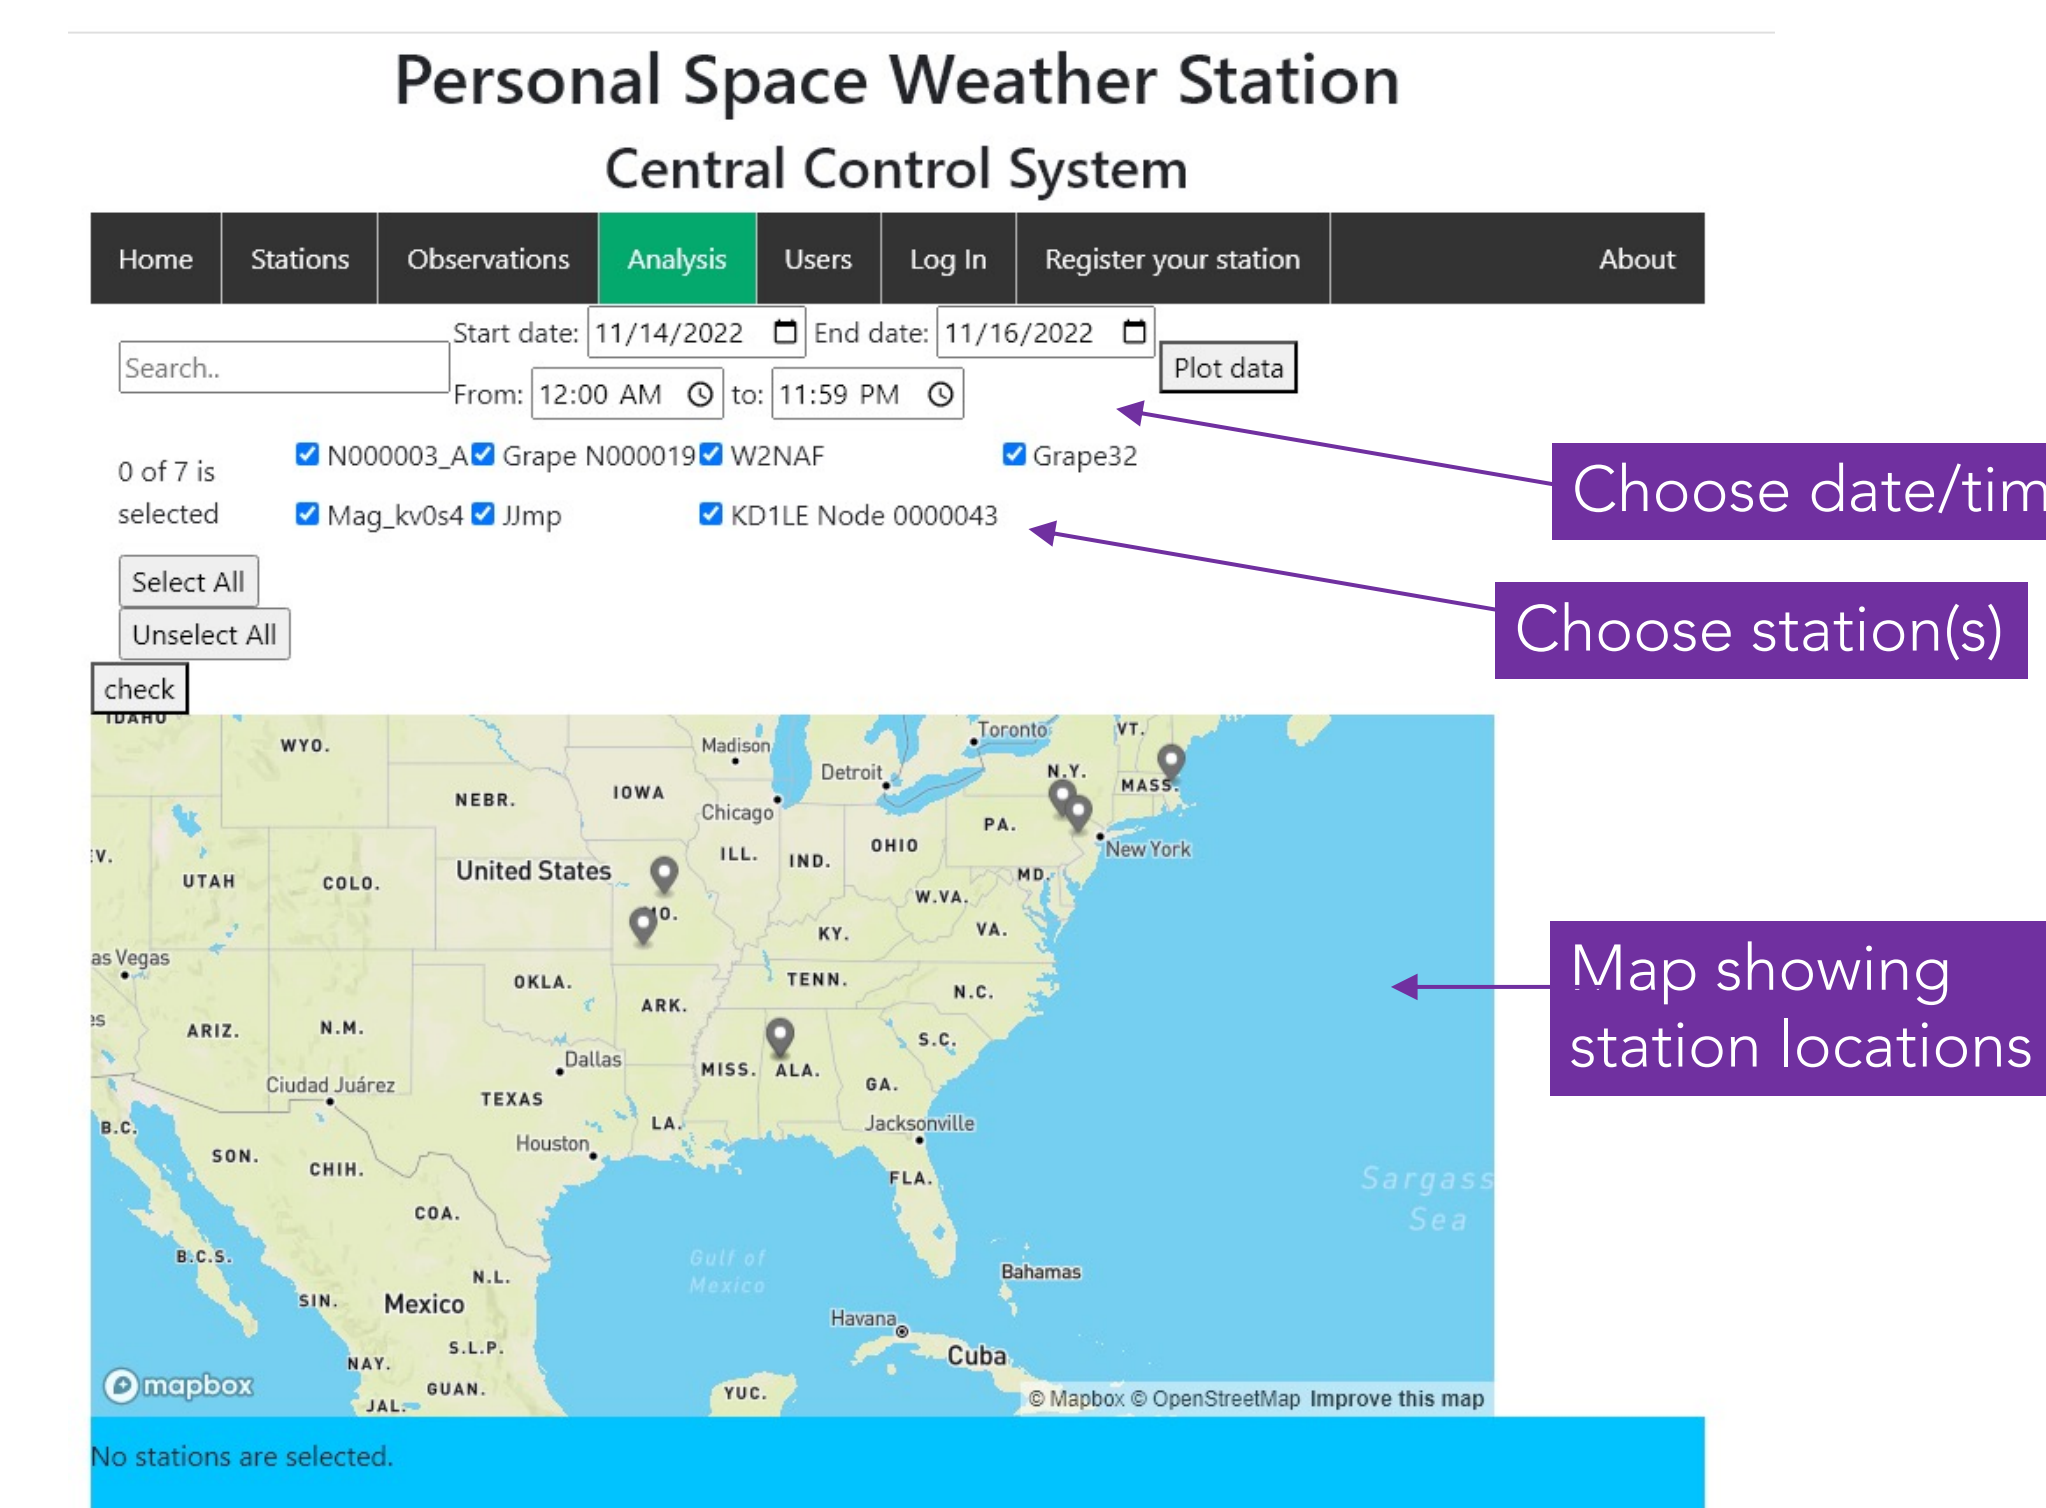 Personal Space Weather Station
Central Control System
Home Stations Observations Analysis Users Log In Register your station About
Start date: 11/14/2022 End date: 11/16/2022
Search..
Plot data
From: 12:00 AM to: 11:59 PM
0 of 7 is
selected
N000003_A Grape N000019 W2NAF Grape32
Mag_kv0s4 JJmp KD1LE Node 0000043
Choose date/tim
Select All
Unselect All
Choose station(s)
check
IDAHO
WYO.
Madison
Toronto
VT.
NEBR.
IOWA
Detroit
N.Y.
MASS.
Chicago
PA.
V.
UTAH
COLO.
United States
ILL.
IND.
OHIO
New York
MD.
W.VA.
MO.
KY.
VA.
as Vegas
OKLA.
TENN.
N.C.
ARK.
es
ARIZ.
N.M.
S.C.
Map showing
station locations
Dallas
MISS.
ALA.
GA.
Ciudad Juárez
TEXAS
B.C.
LA.
Jacksonville
Houston
SON.
CHIH.
FLA.
Sargass
Sea
COA.
B.C.S.
Gulf of
Mexico
N.L.
Bahamas
SIN.
Mexico
Havana
S.L.P.
Cuba
NAY.
mapbox
GUAN.
YUC.
JAL.
© Mapbox © OpenStreetMap Improve this map
No stations are selected.